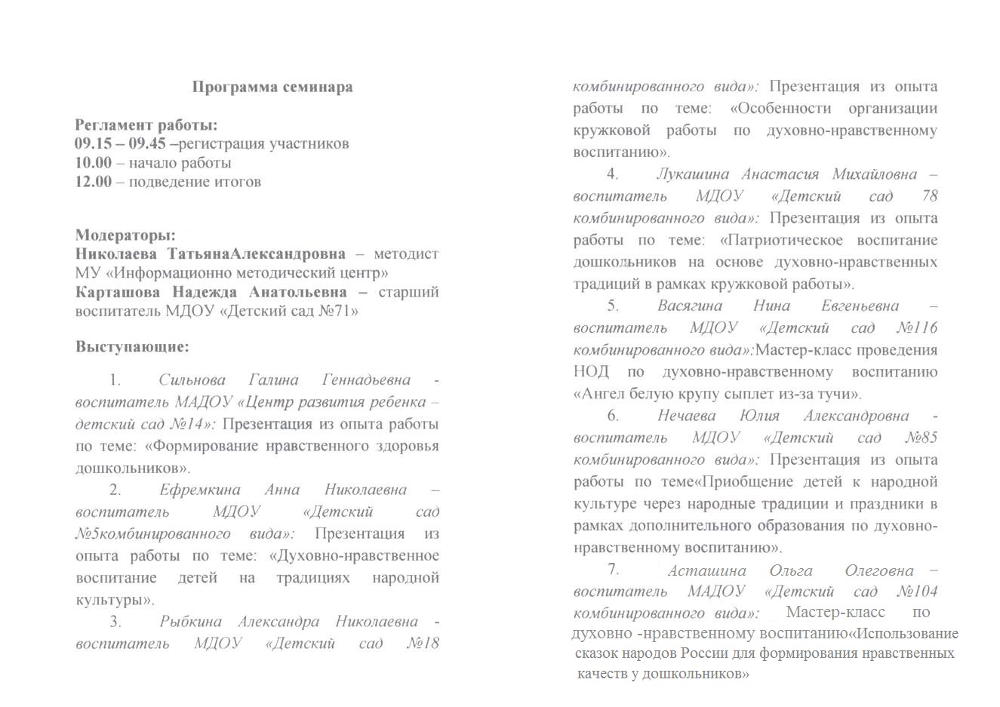 Программа семинара
Регламент работы:
09.15 – 09.45 –регистрация участников
10.00 – начало работы
12.00 – подведение итогов
Модераторы:
Николаева ТатьянаАлександровна – методист
МУ «Информационно методический центр»
Карташова Надежда Анатольевна – старший
воспитатель МДОУ «Детский сад №71»
Выступающие:
1. Сильнова Галина Геннадьевна -
воспитатель МАДОУ «Центр развития ребенка –
детский сад №14»: Презентация из опыта работы
по теме: «Формирование нравственного здоровья
дошкольников».
2. Ефремкина Анна Николаевна –
воспитатель МДОУ «Детский сад
№5комбинированного вида»: Презентация из
опыта работы по теме: «Духовно-нравственное
воспитание детей на традициях народной
культуры».
3. Рыбкина Александра Николаевна -
воспитатель МДОУ «Детский сад №18
комбинированного вида»: Презентация из опыта
работы по теме: «Особенности организации
кружковой работы по духовно-нравственному
воспитанию».
4. Лукашина Анастасия Михайловна –
воспитатель МДОУ «Детский сад 78
комбинированного вида»: Презентация из опыта
работы по теме: «Патриотическое воспитание
дошкольников на основе духовно-нравственных
традиций в рамках кружковой работы».
5. Васягина Нина Евгеньевна –
воспитатель МДОУ «Детский сад №116
комбинированного вида»:Мастер-класс проведения
НОД по духовно-нравственному воспитанию
«Ангел белую крупу сыплет из-за тучи».
6. Нечаева Юлия Александровна -
воспитатель МДОУ «Детский сад №85
комбинированного вида»: Презентация из опыта
работы по теме«Приобщение детей к народной
культуре через народные традиции и праздники в
рамках дополнительного образования по духовно-
нравственному воспитанию».
7. Асташина Ольга Олеговна –
воспитатель МАДОУ «Детский сад №104
комбинированного вида»: Мастер-класс по
духовно -нравственному воспитанию«Использование
сказок народов России для формирования нравственных
качеств у дошкольников»